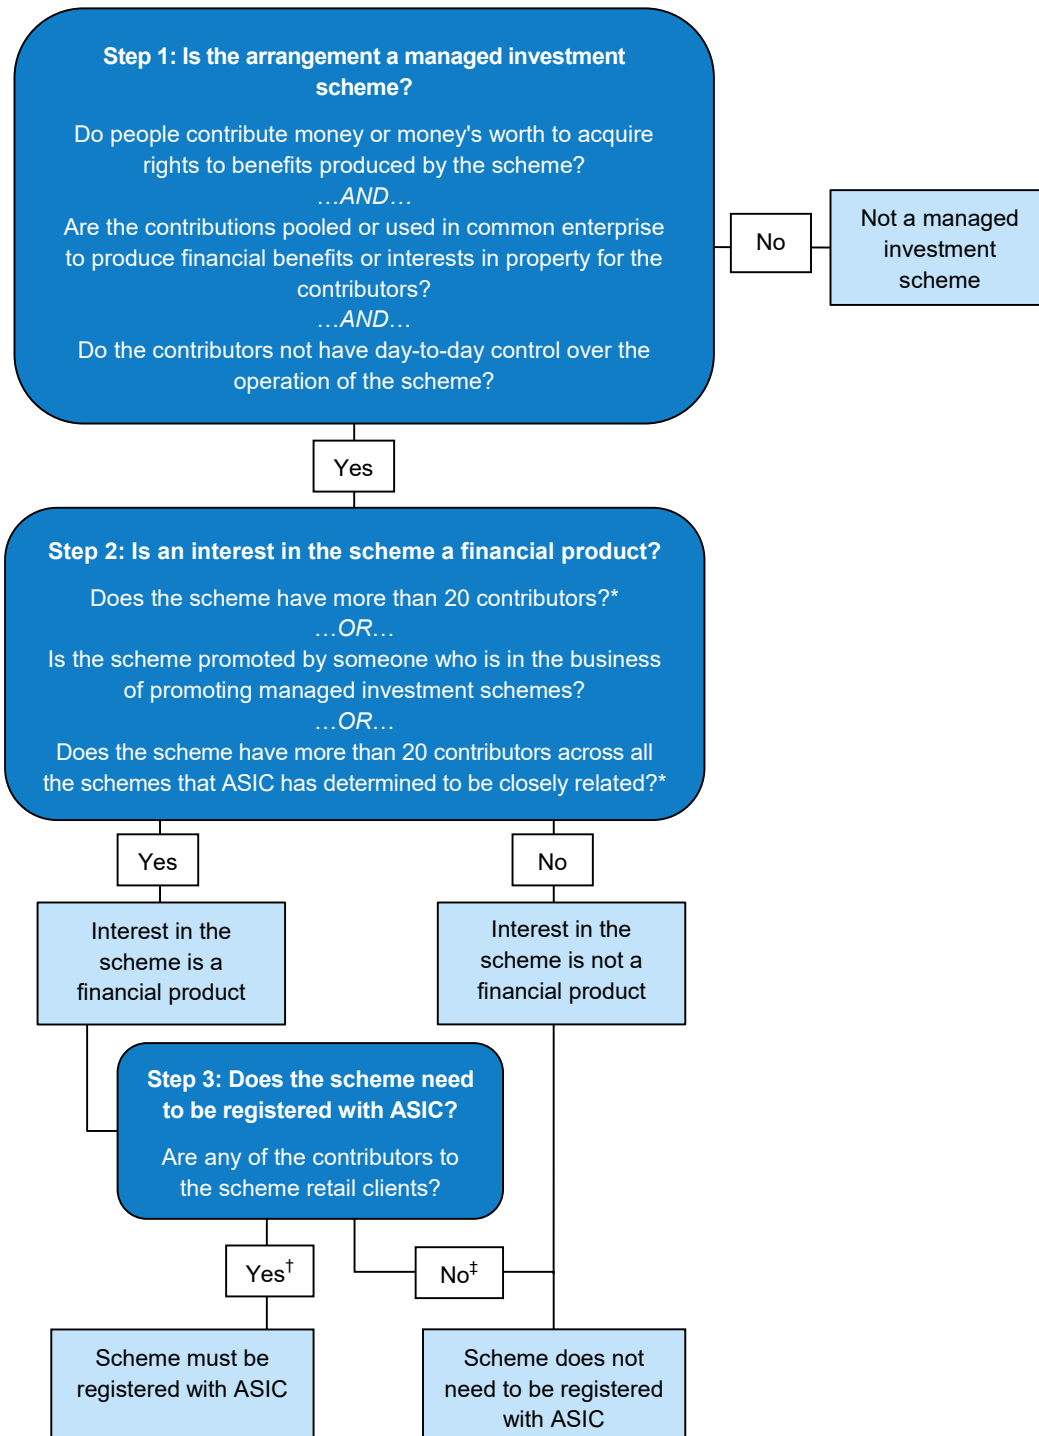 Step 1: Is the arrangement a managed investment
scheme?
Do people contribute money or money's worth to acquire
rights to benefits produced by the scheme?
…AND…
Are the contributions pooled or used in common enterprise
to produce financial benefits or interests in property for the
contributors?
…AND…
Do the contributors not have day-to-day control over the
operation of the scheme?
No
Not a managed
investment
scheme
Yes
Step 2: Is an interest in the scheme a financial product?
Does the scheme have more than 20 contributors?*
…OR…
Is the scheme promoted by someone who is in the business
of promoting managed investment schemes?
…OR…
Does the scheme have more than 20 contributors across all
the schemes that ASIC has determined to be closely related?*
Yes
No
Interest in the
scheme is a
financial product
Interest in the
scheme is not a
financial product
Step 3: Does the scheme need
to be registered with ASIC?
Are any of the contributors to
the scheme retail clients?
Yes†
No‡
Scheme must be
registered with ASIC
Scheme does not
need to be registered
with ASIC